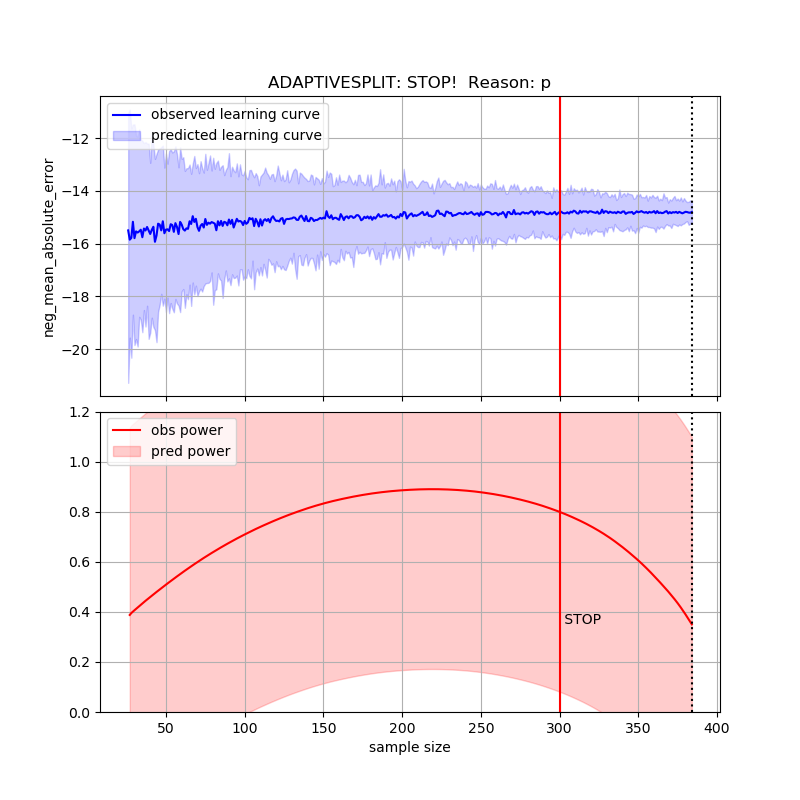 ADAPTIVESPLIT: STOP!  Reason: p
observed learning curve
predicted learning curve
−12
−14
−16
−18
−20
neg_mean_absolute_error
obs power
pred power
1.2
1.0
0.8
0.6
0.4
0.2
0.0
STOP
50
100
150
200
250
300
350
400
sample size